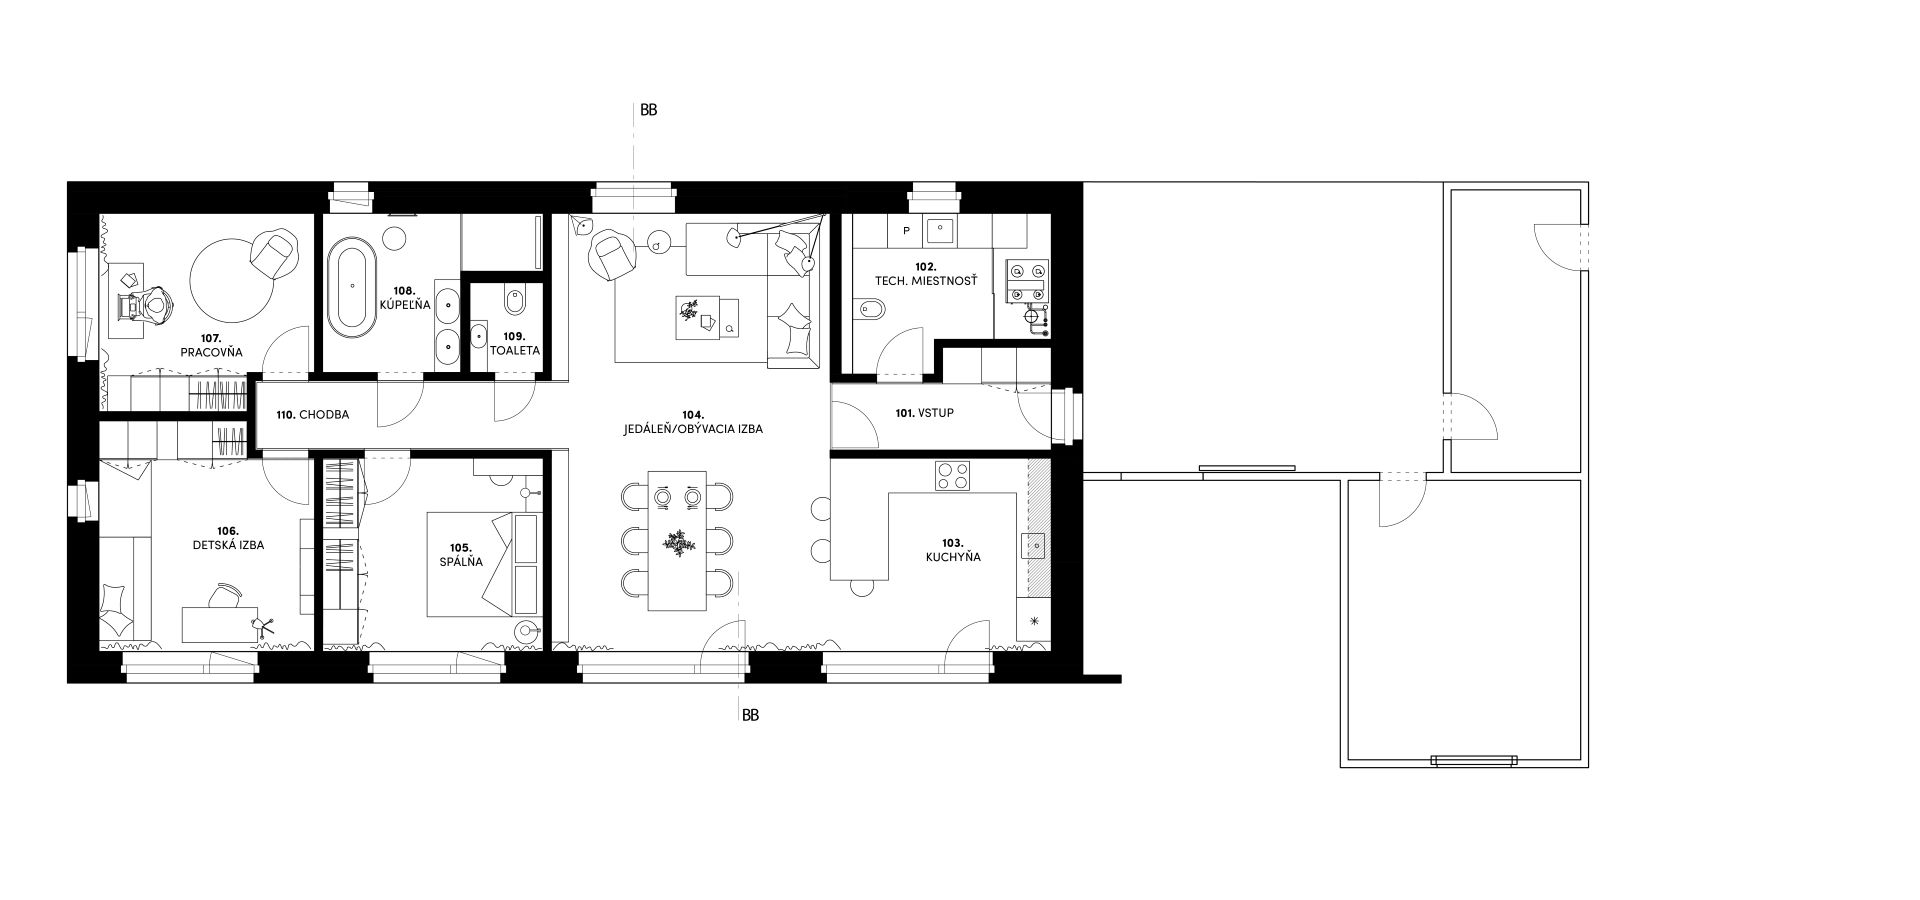 BB
P
102.
TECH. MIESTNOSŤ
108.
KÚPEĽŇA
109.
TOALETA
107.
PRACOVŇA
110. CHODBA
104.
JEDÁLEŇ/OBÝVACIA IZBA
101. VSTUP
106.
DETSKÁ IZBA
105.
SPÁLŇA
103.
KUCHYŇA
BB